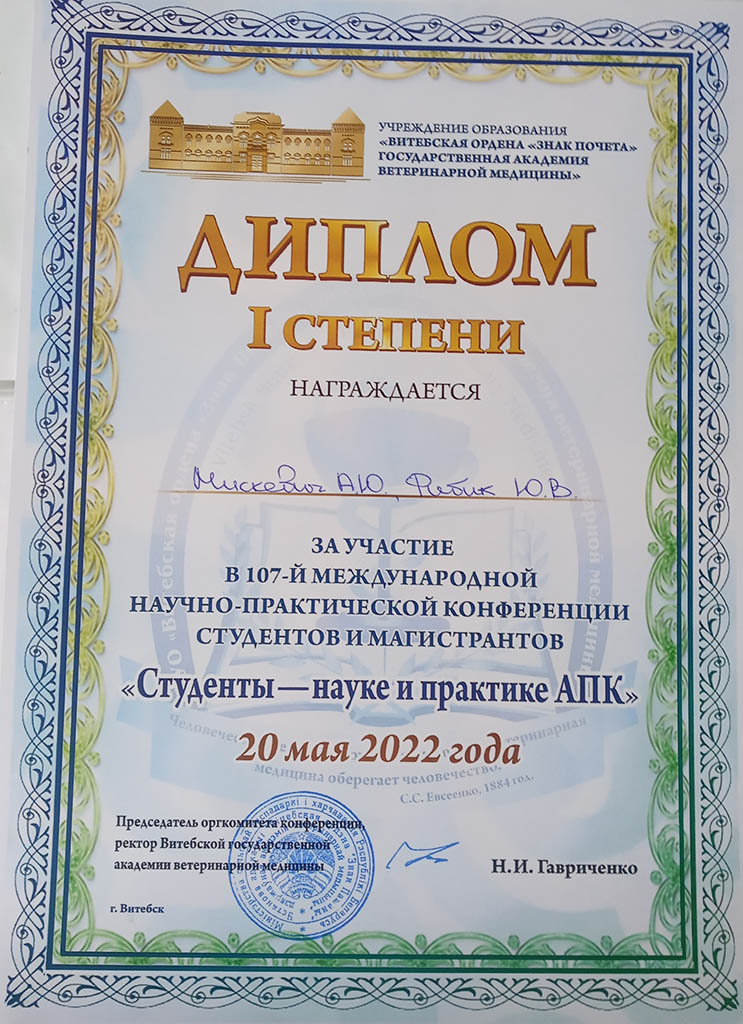 УЧРЕЖДЕНИЕ ОБРАЗОВАНИЯ
«ВИТЕБСКАЯ ОРДЕНА «ЗНАК ПОЧЕТА»
ГОСУДАРСТВЕННАЯ АКАДЕМИЯ
ВЕТЕРИНАРНОЙ МЕДИЦИНЫ»
ДИПЛОМ
I СТЕПЕНИ
НАГРАЖДАЕТСЯ
Мискевич А.Ю., Рибик Ю.В.
ЗА УЧАСТИЕ
В 107-Й МЕЖДУНАРОДНОЙ
НАУЧНО-ПРАКТИЧЕСКОЙ КОНФЕРЕНЦИИ
СТУДЕНТОВ И МАГИСТРАНТОВ
«Студенты — науке и практике АПК»
20 мая 2022 года
медицина оберегает человечество.
С.С. Евсеенко, 1884 год.
Председатель оргкомитета конференции,
ректор Витебской государственной
академии ветеринарной медицины
Н.И. Гавриченко
г. Витебск